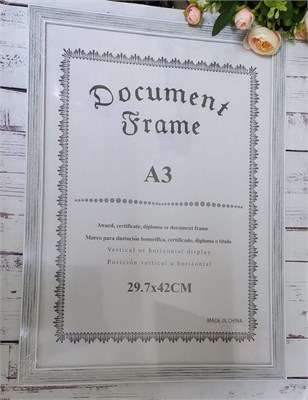 Document
Frame
A3
Award, certificate, diploma or document frame
Marco para distinción honorífica, certificado, diploma o título
Vertical or horizontal display
Posición vertical u horizontal
29.7x42CM
MADE IN CHINA